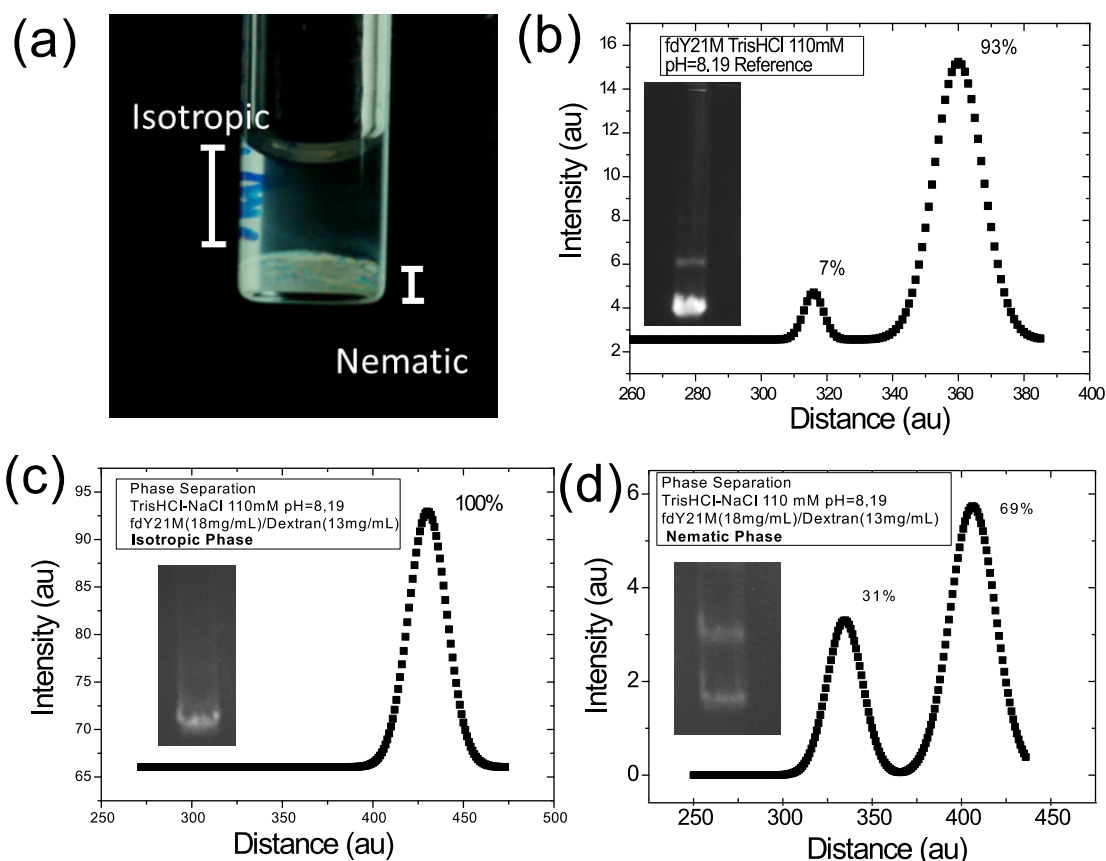 (a)
Isotropic
Nematic
(b)
fdY21M TrisHCl 110mM
pH=8,19 Reference
93%
7%
Intensity (au)
16
14
12
10
8
6
4
2
260 280 300 320 340 360 380 400
Distance (au)
(c)
Phase Separation
TrisHCl-NaCl 110mM pH=8,19
fdY21M(18mg/mL)/Dextran(13mg/mL)
Isotropic Phase
100%
Intensity (au)
95
90
85
80
75
70
65
250 300 350 400 450 500
Distance (au)
(d)
Phase Separation
TrisHCl-NaCl 110 mM pH=8,19
fdY21M(18mg/mL)/Dextran(13mg/mL)
Nematic Phase
69%
31%
Intensity (au)
6
4
2
0
250 300 350 400 450
Distance (au)